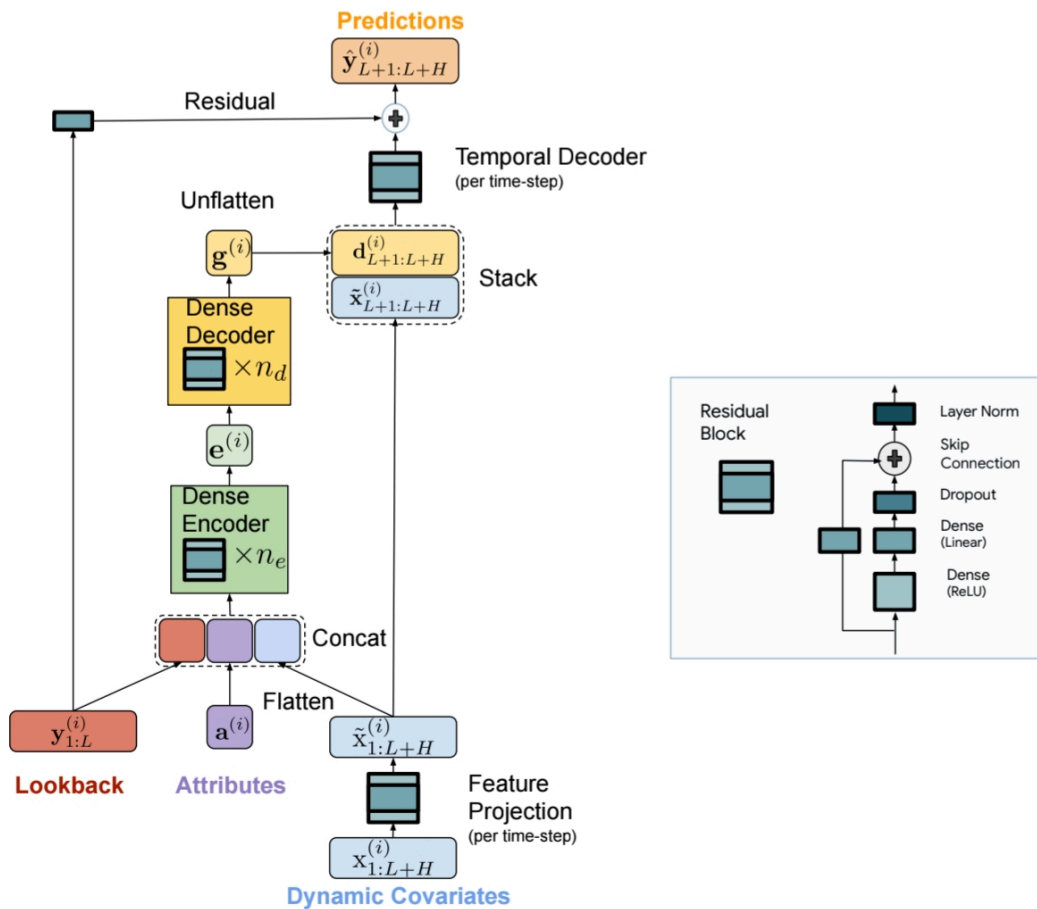 Predictions
ŷ^{(i)}_{L+1:L+H}
Residual
Temporal Decoder
(per time-step)
Unflatten
g^{(i)}
d^{(i)}_{L+1:L+H}
x̃^{(i)}_{L+1:L+H}
Stack
Dense
Decoder
×n_d
e^{(i)}
Dense
Encoder
×n_e
Concat
Flatten
y^{(i)}_{1:L}
a^{(i)}
x̃^{(i)}_{1:L+H}
Lookback
Attributes
Feature
Projection
(per time-step)
x^{(i)}_{1:L+H}
Dynamic Covariates
Residual
Block
Layer Norm
Skip
Connection
Dropout
Dense
(Linear)
Dense
(ReLU)